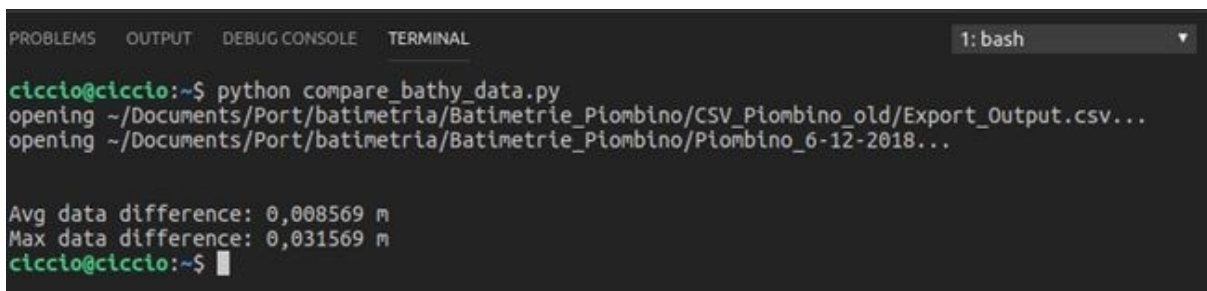 PROBLEMS OUTPUT DEBUG CONSOLE TERMINAL 1: bash
ciccio@ciccio:~$ python compare_bathy_data.py
opening ~/Documents/Port/batimetria/Batimetrie_Piombino/CSV_Piombino_old/Export_Output.csv...
opening ~/Documents/Port/batimetria/Batimetrie_Piombino/Piombino_6-12-2018...
Avg data difference: 0,008569 m
Max data difference: 0,031569 m
ciccio@ciccio:~$